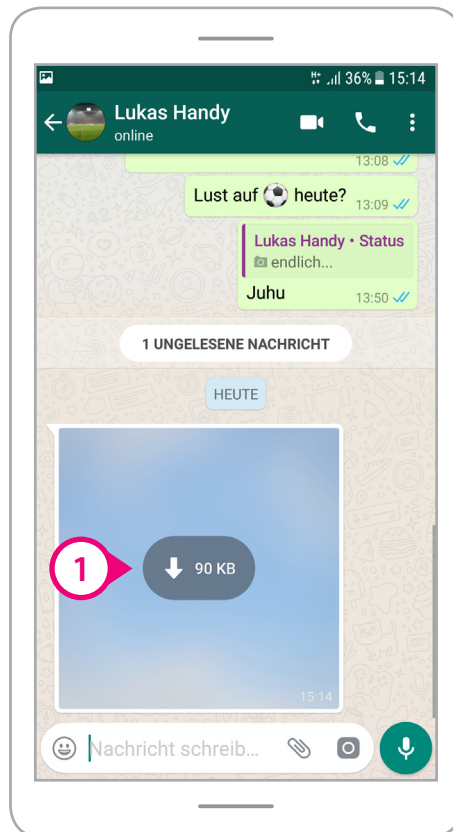 H+ 36% 15:14
Lukas Handy
online
13:08
Lust auf ⚽ heute? 13:09
Lukas Handy • Status
endlich...
Juhu 13:50
1 UNGELESENE NACHRICHT
HEUTE
1
90 KB
15:14
Nachricht schreib...